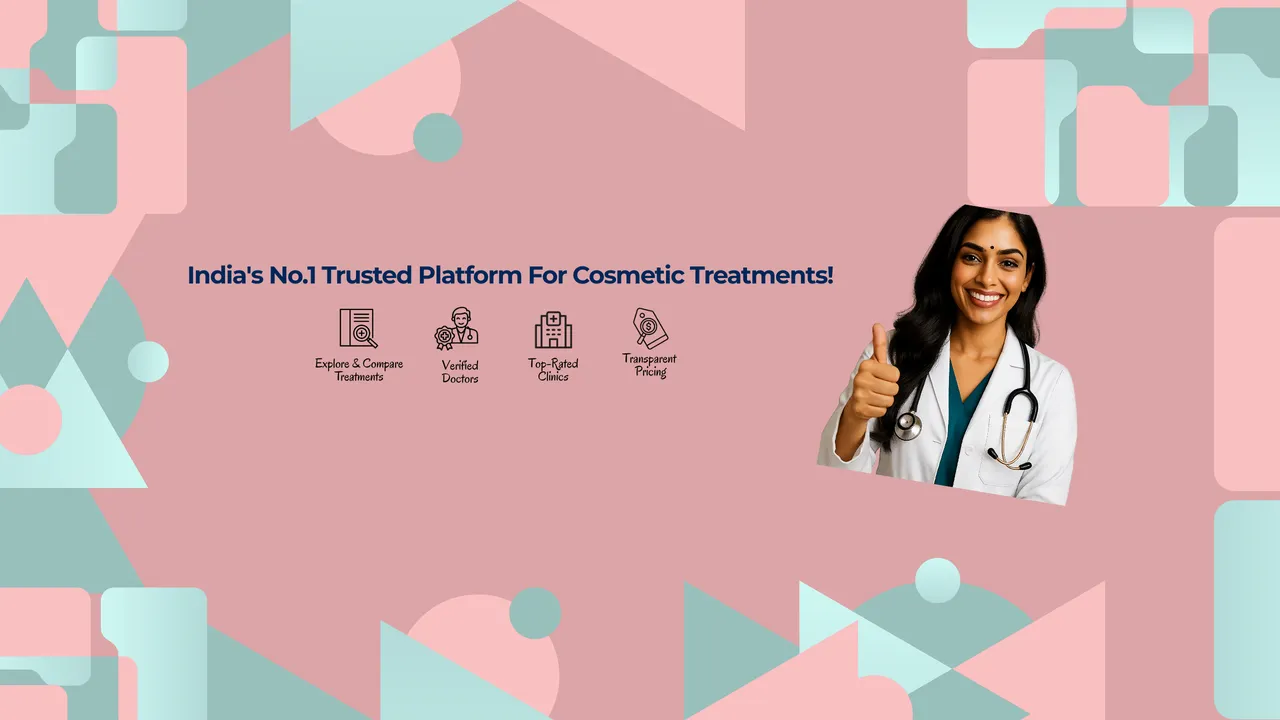 India's No.1 Trusted Platform For Cosmetic Treatments!
Explore & Compare
Treatments
Verified
Doctors
Top-Rated
Clinics
Transparent
Pricing